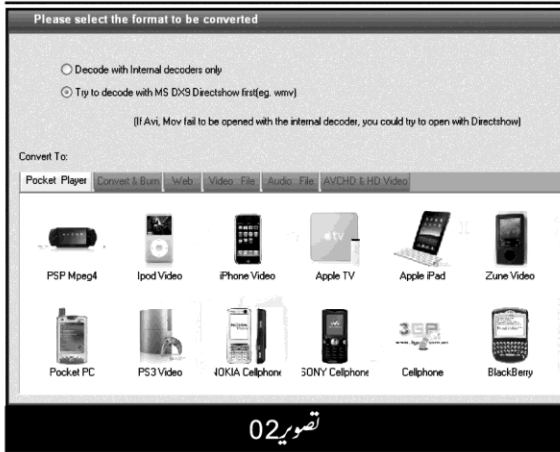 Please select the format to be converted
Decode with Internal decoders only
Try to decode with MS DX9 Directshow first(eg. wmv)
(If Avi, Mov fail to be opened with the internal decoder, you could try to open with Directshow)
Convert To:
Pocket Player Convert & Burn Web Video File Audio File AVCHD & HD Video
tv
PSP Mpeg4 Ipod Video iPhone Video Apple TV Apple iPad Zune Video
3GP
Pocket PC PS3 Video IOKIA Cellphone SONY Cellphone Cellphone BlackBerry
تصویر02